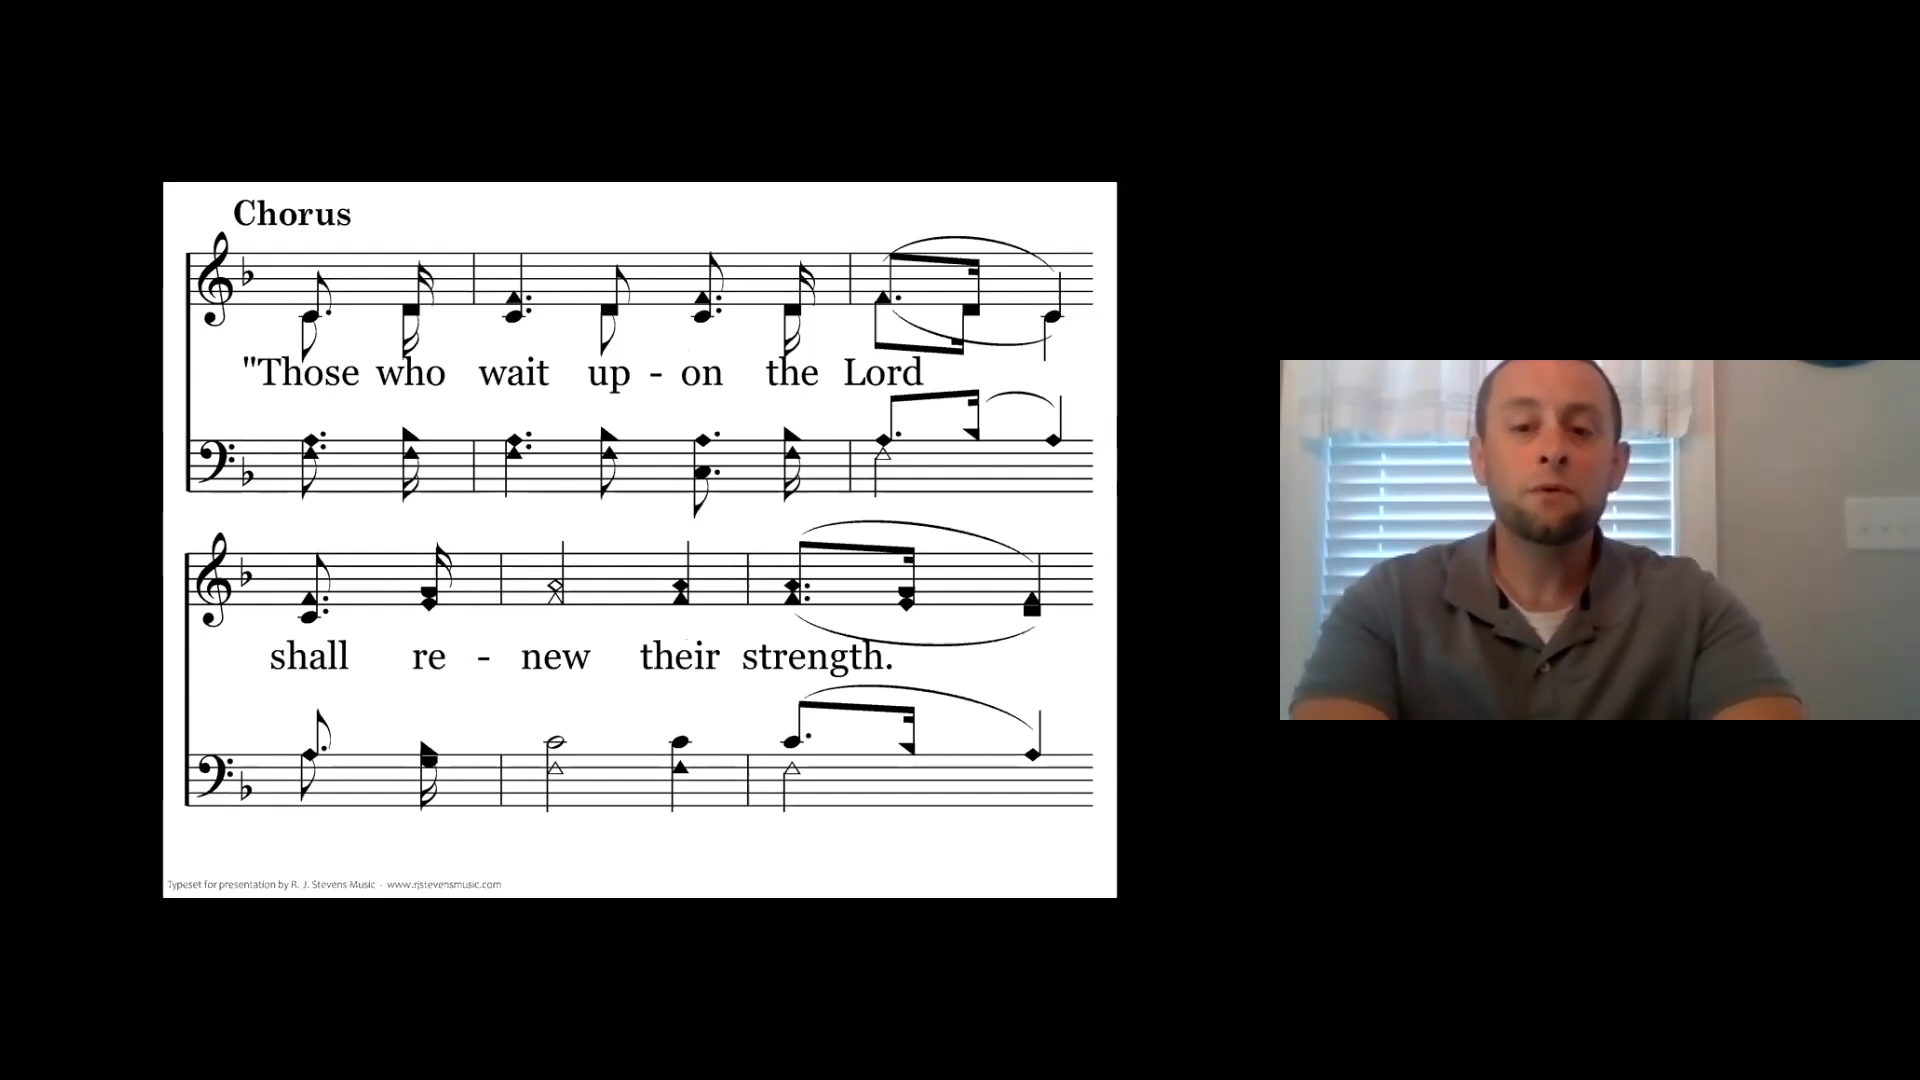 Chorus
"Those who wait up - on the Lord
shall re - new their strength.
Typeset for presentation by R. J. Stevens Music - www.rjstevensmusic.com